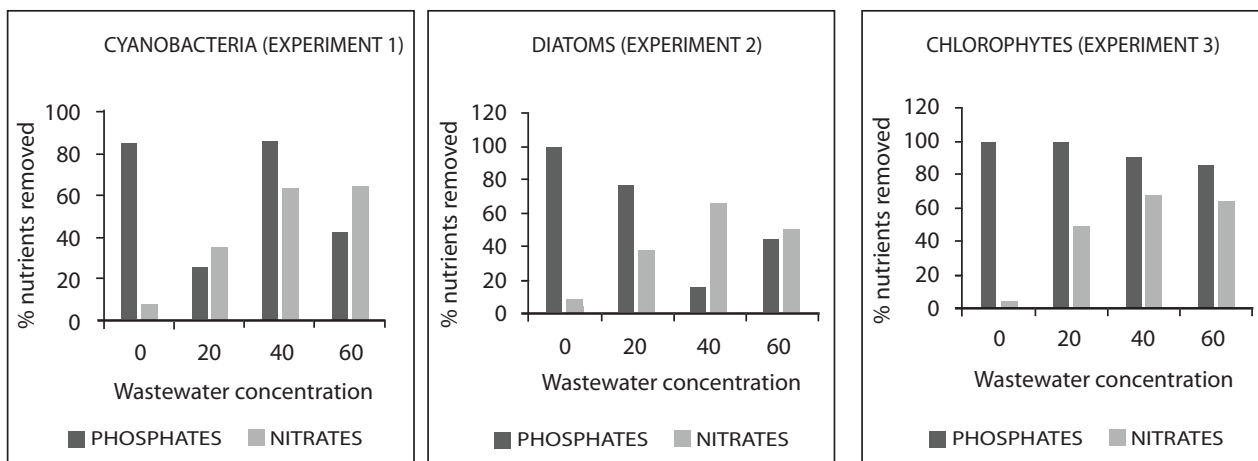 CYANOBACTERIA (EXPERIMENT 1)
% nutrients removed
100
80
60
40
20
0
0 20 40 60
Wastewater concentration
PHOSPHATES NITRATES
DIATOMS (EXPERIMENT 2)
% nutrients removed
120
100
80
60
40
20
0
0 20 40 60
Wastewater concentration
PHOSPHATES NITRATES
CHLOROPHYTES (EXPERIMENT 3)
% nutrients removed
120
100
80
60
40
20
0
0 20 40 60
Wastewater concentration
PHOSPHATES NITRATES